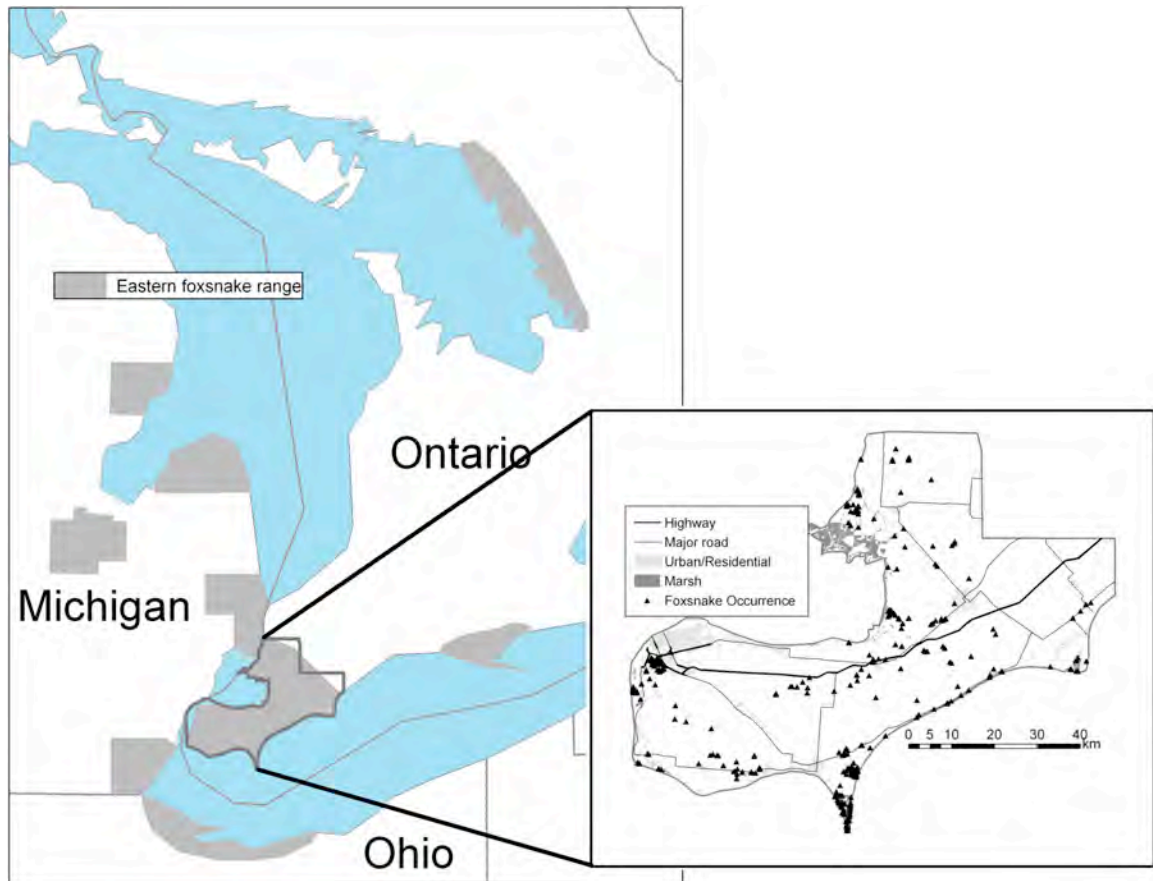 Eastern foxsnake range
Ontario
Michigan
Ohio
Highway
Major road
Urban/Residential
Marsh
Foxsnake Occurrence
0 5 10 20 30 40
km